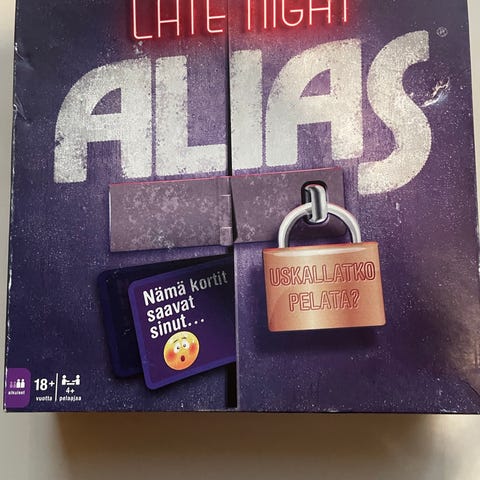 LATE NIGHT
ALIAS®
USKALLATKO
PELATA?
Nämä kortit
saavat
sinut...
aikuiset
18+
vuotta
4+
pelaajaa